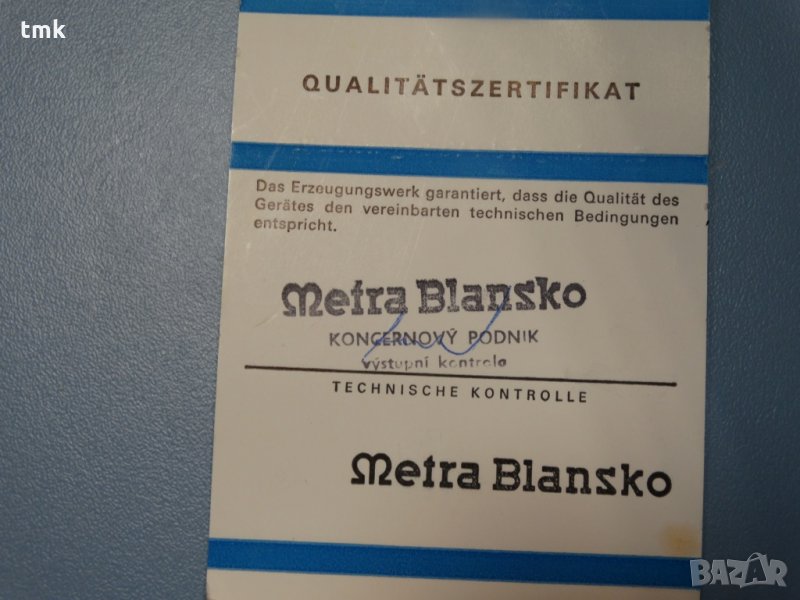 tmk
QUALITÄTSZERTIFIKAT
Das Erzeugungswerk garantiert, dass die Qualität des
Gerätes den vereinbarten technischen Bedingungen
entspricht.
Metra Blansko
KONCERNOVÝ PODNIK
výstupní kontrola
TECHNISCHE KONTROLLE
Metra Blansko
BAZAR